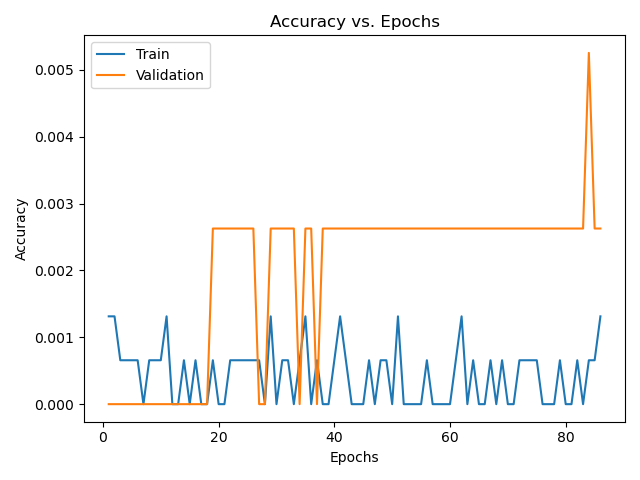 Accuracy vs. Epochs
Train
Validation
0.005
0.004
0.003
0.002
0.001
0.000
Accuracy
0 20 40 60 80
Epochs